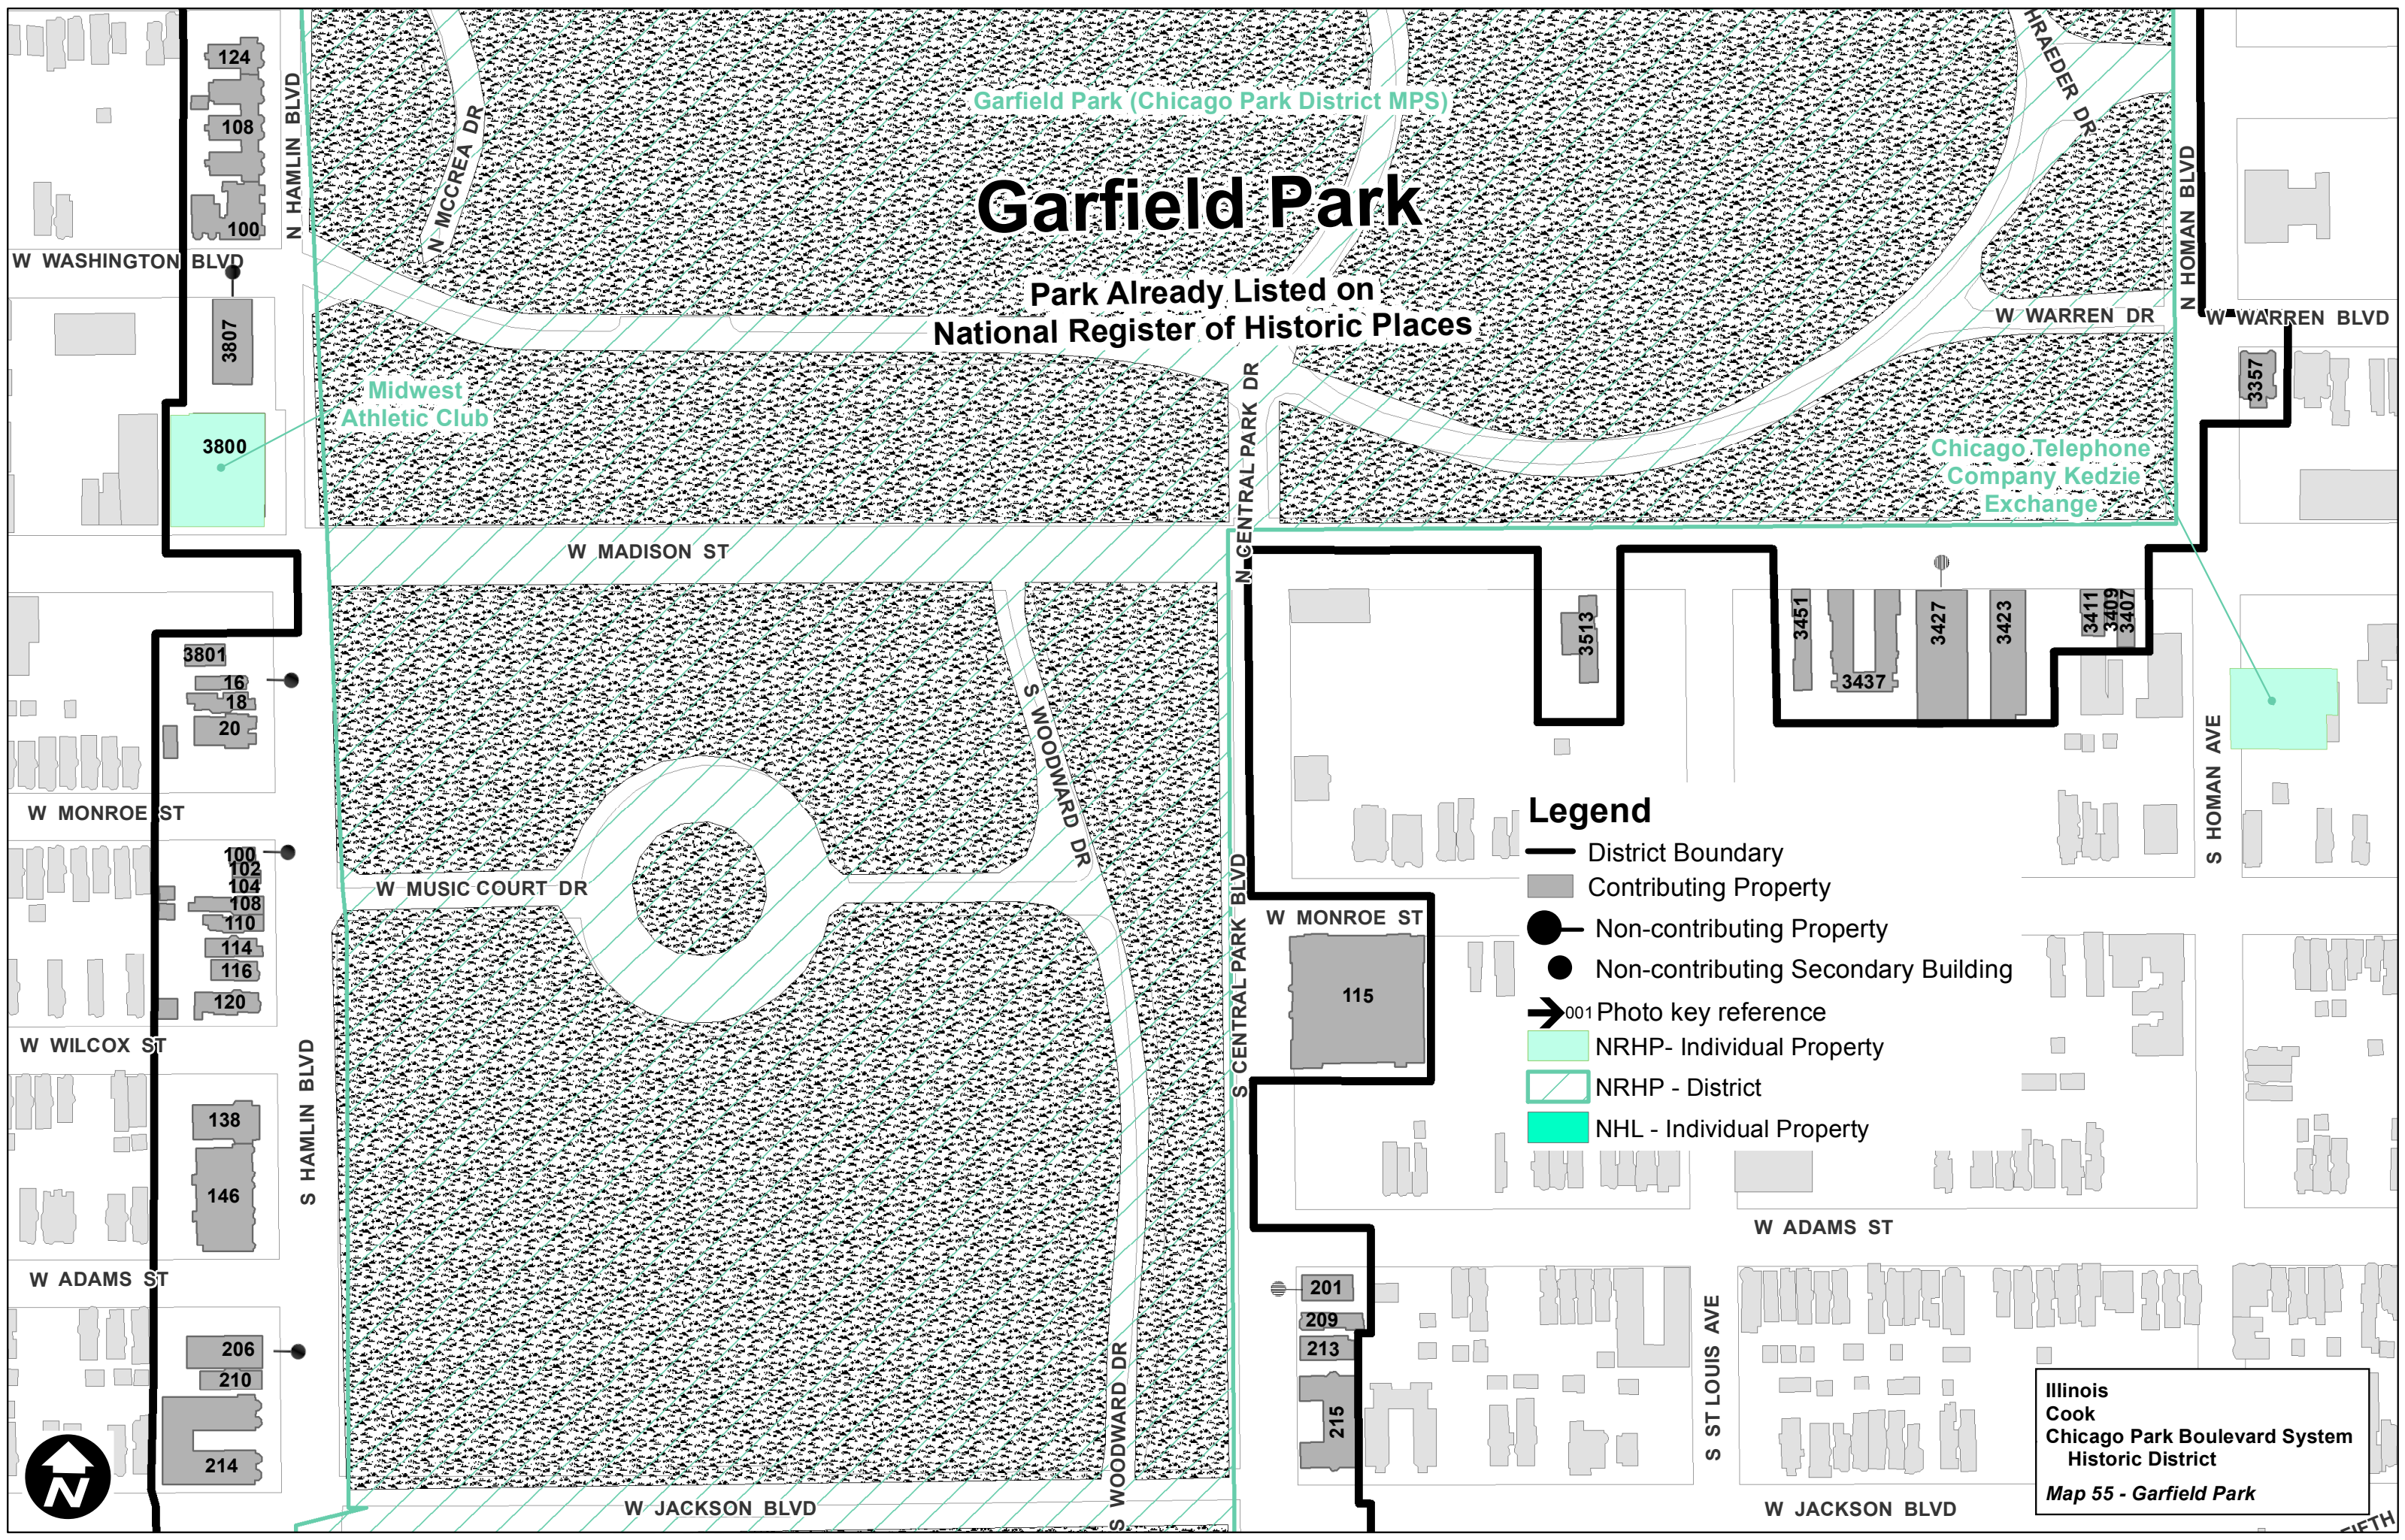 124
108
100
N HAMLIN BLVD
N MCCREA DR
Garfield Park (Chicago Park District MPS)
Garfield Park
Park Already Listed on
National Register of Historic Places
HRAEDER DR
N HOMAN BLVD
W WASHINGTON BLVD
3807
W WARREN DR
W WARREN BLVD
3357
Midwest
Athletic Club
3800
N CENTRAL PARK DR
Chicago Telephone
Company Kedzie
Exchange
W MADISON ST
3513
3451
3437
3427
3423
3411
3409
3407
3801
16
18
20
S WOODWARD DR
S HOMAN AVE
W MONROE ST
100
102
104
108
110
114
116
120
W MUSIC COURT DR
S CENTRAL PARK BLVD
W MONROE ST
115
Legend
District Boundary
Contributing Property
Non-contributing Property
Non-contributing Secondary Building
001 Photo key reference
NRHP- Individual Property
NRHP - District
NHL - Individual Property
W WILCOX ST
S HAMLIN BLVD
138
146
W ADAMS ST
W ADAMS ST
201
209
213
215
206
210
214
S WOODWARD DR
S ST LOUIS AVE
N
W JACKSON BLVD
W JACKSON BLVD
Illinois
Cook
Chicago Park Boulevard System
Historic District
Map 55 - Garfield Park
FIFTH